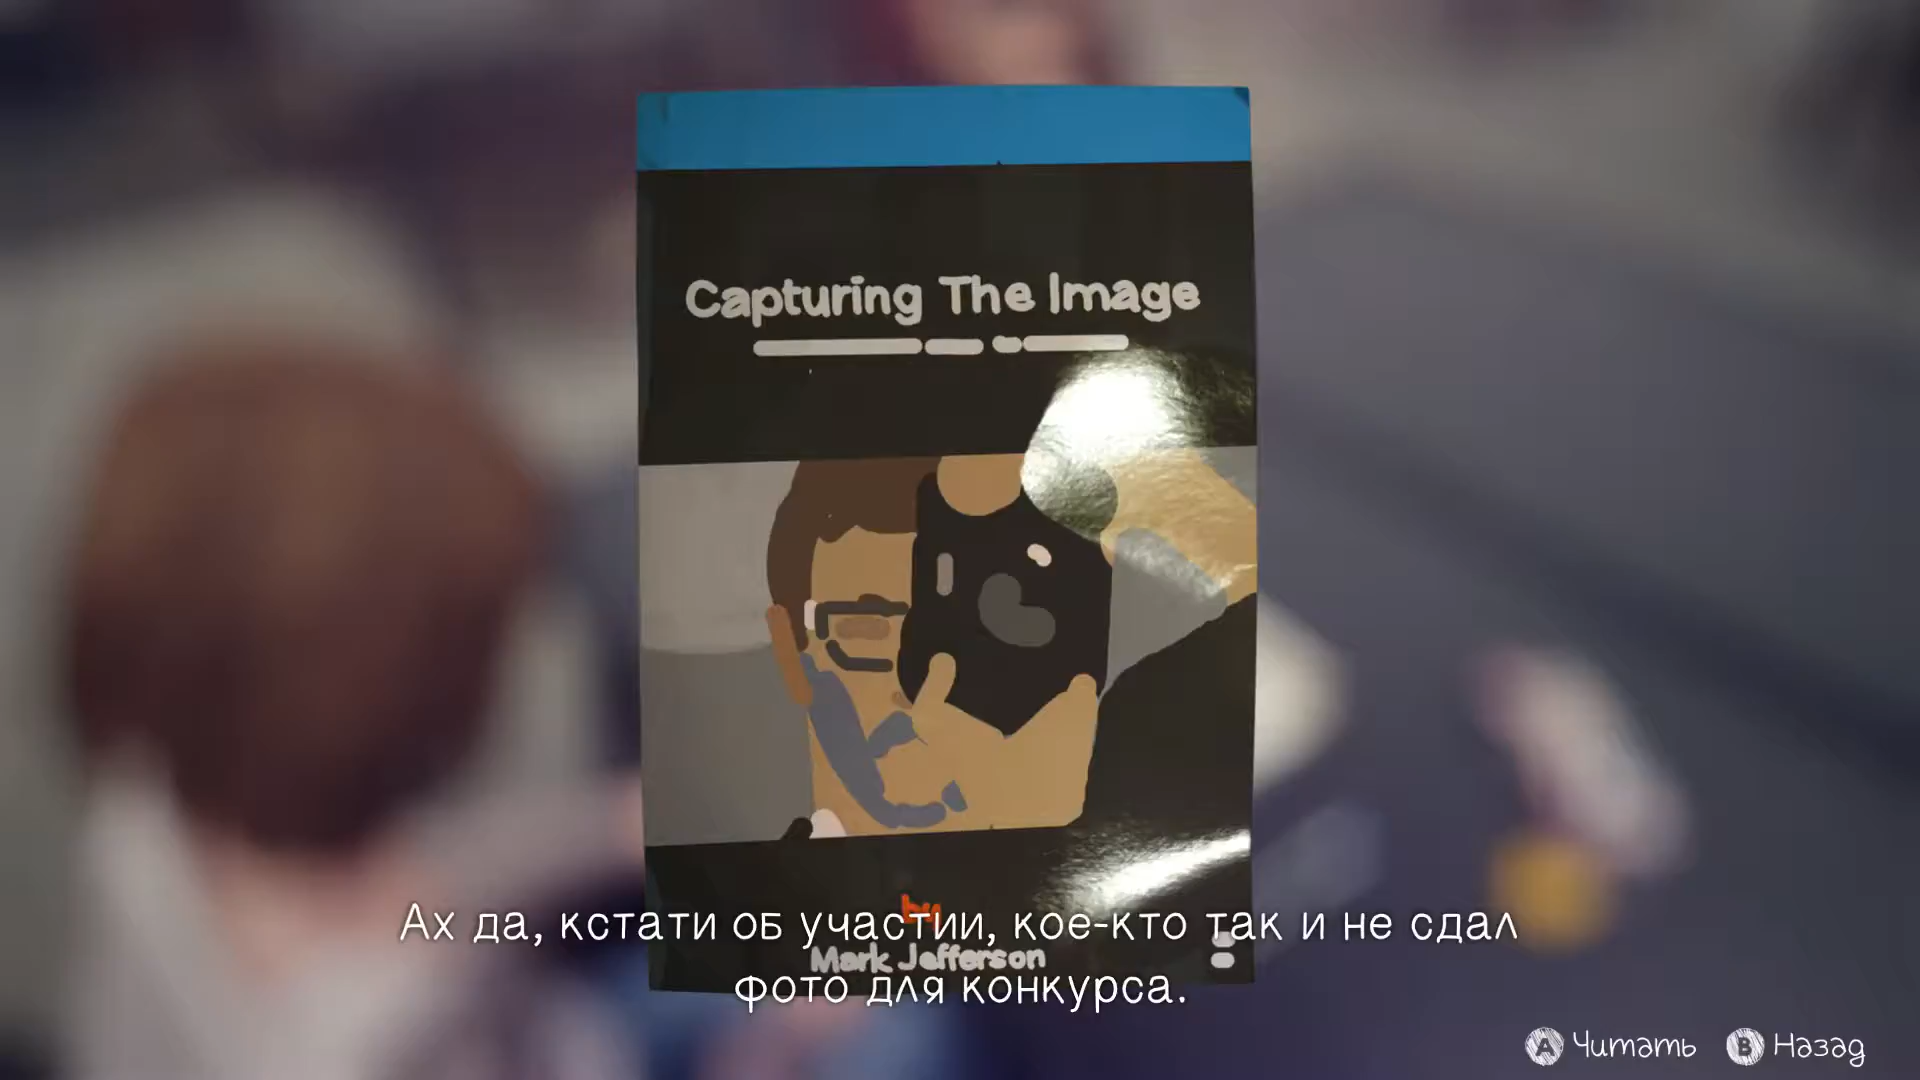 Capturing The Image
by
Ах да, кстати об участии, кое-кто так и не сдал
Mark Jefferson
фото для конкурса.
A Читать B Назад